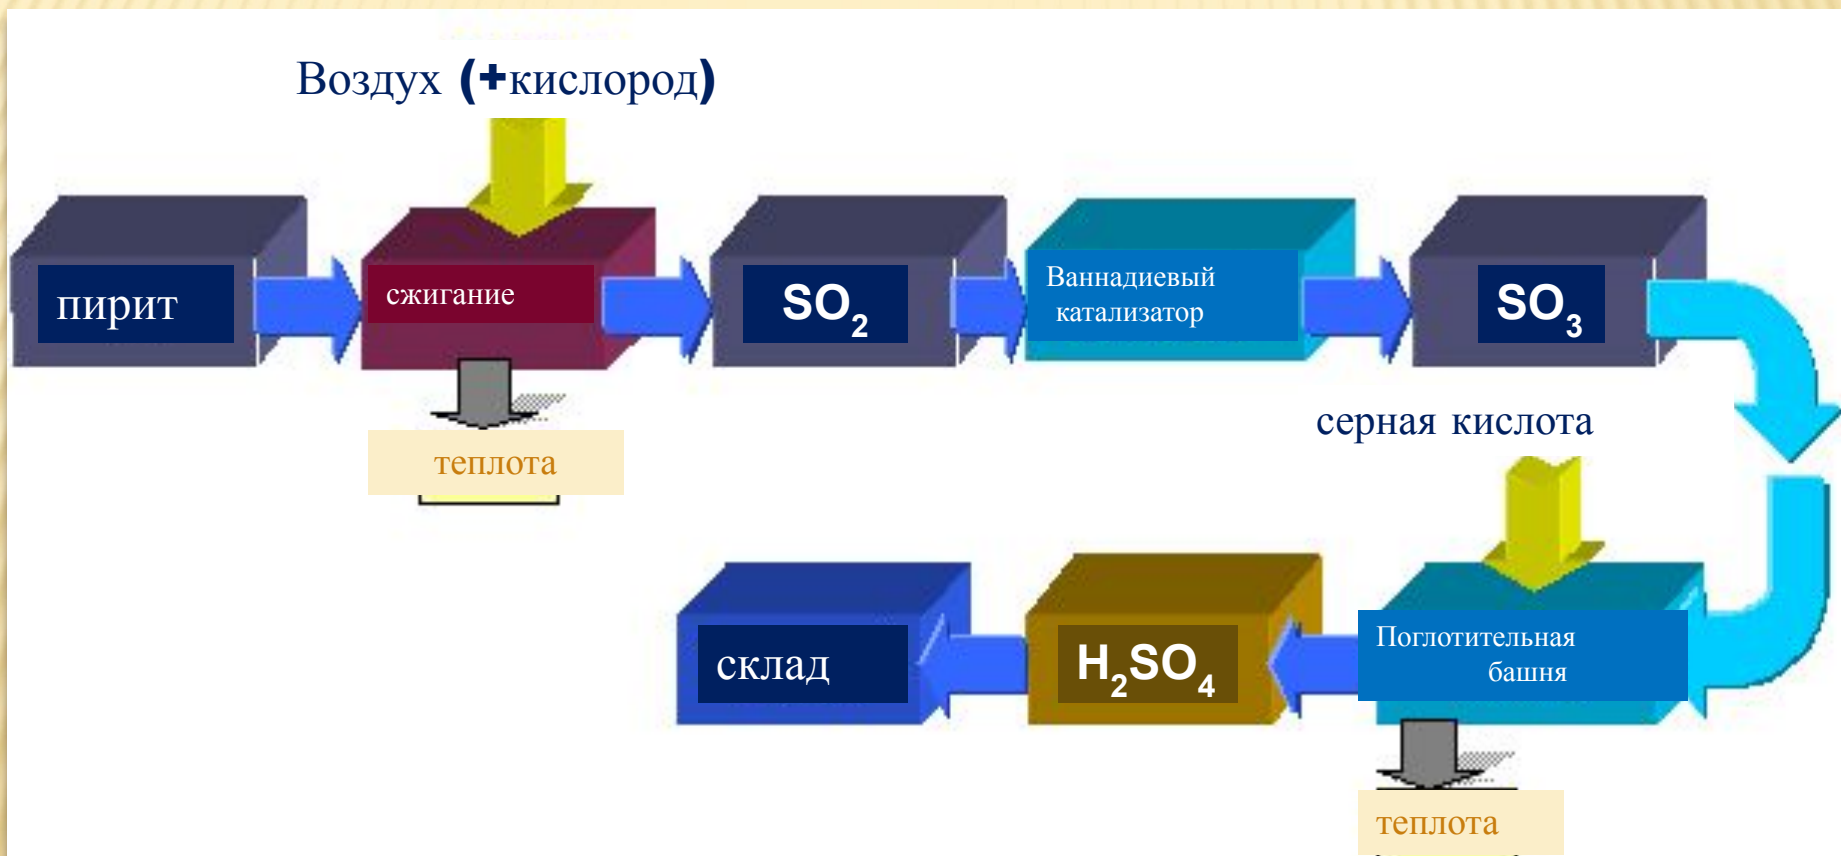 Воздух (+кислород)
пирит
сжигание
SO₂
Ваннадиевый
катализатор
SO₃
теплота
серная кислота
склад
H₂SO₄
Поглотительная
башня
теплота